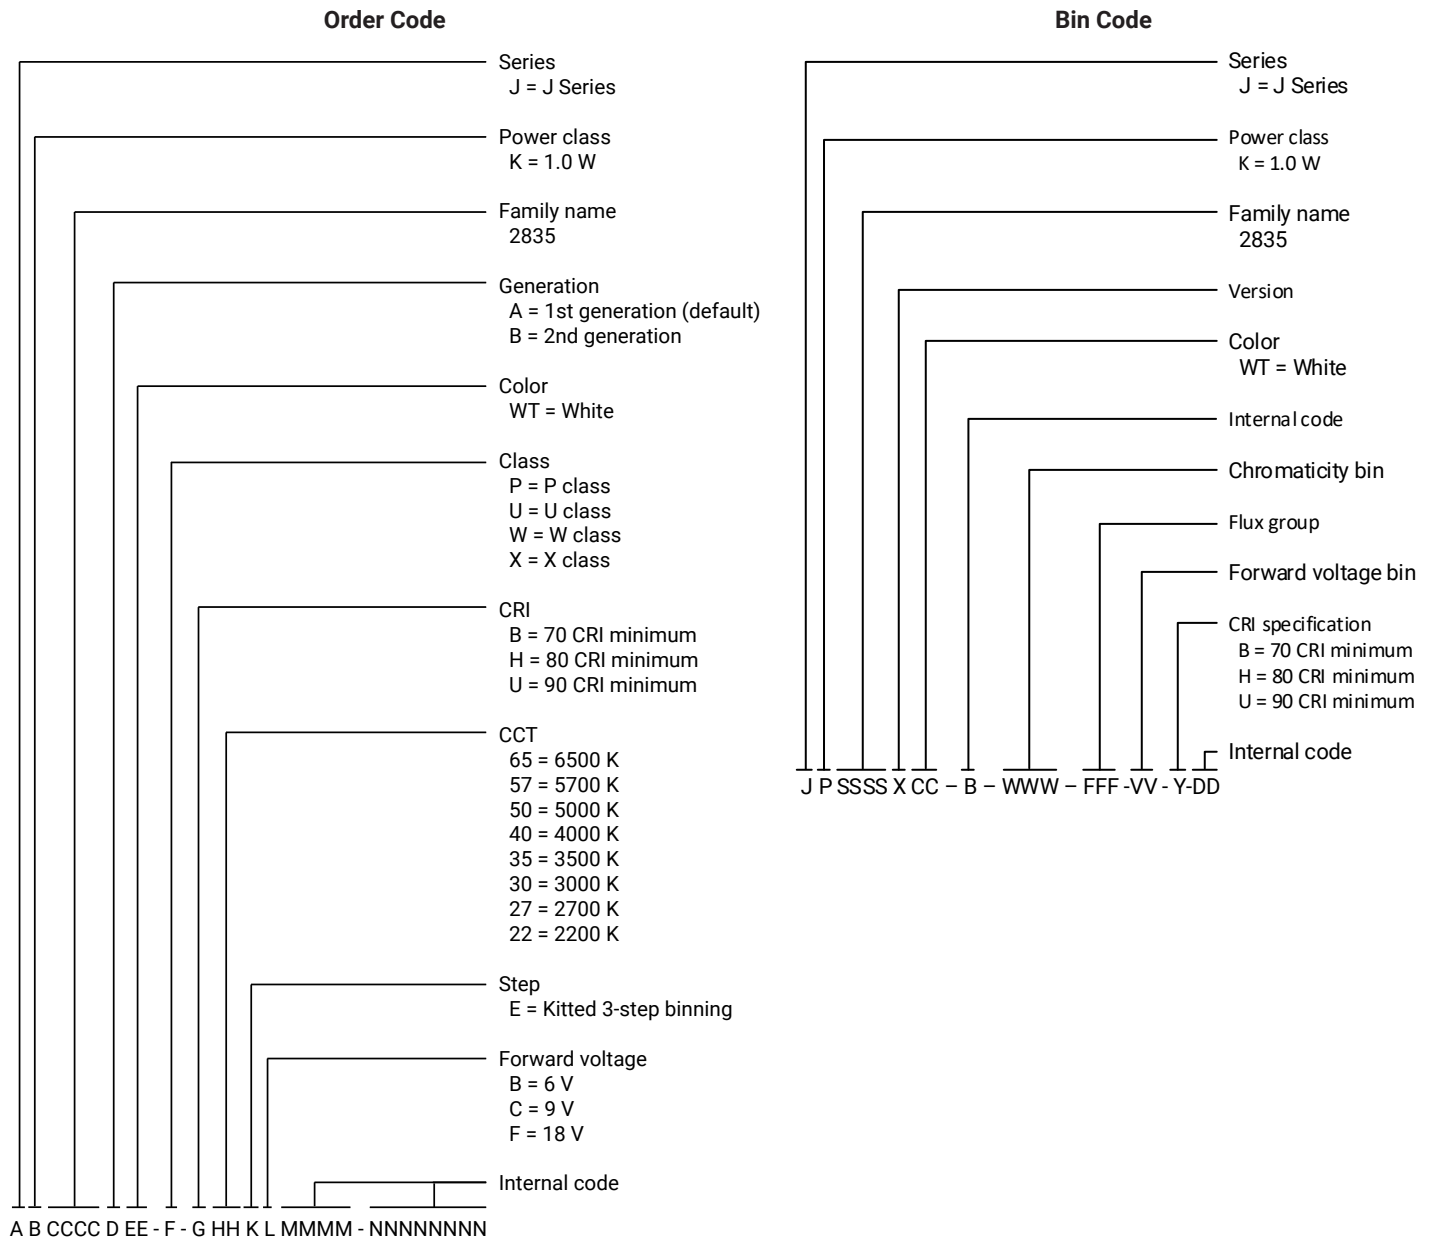 Order Code
Series
J = J Series
Power class
K = 1.0 W
Family name
2835
Generation
A = 1st generation (default)
B = 2nd generation
Color
WT = White
Class
P = P class
U = U class
W = W class
X = X class
CRI
B = 70 CRI minimum
H = 80 CRI minimum
U = 90 CRI minimum
CCT
65 = 6500 K
57 = 5700 K
50 = 5000 K
40 = 4000 K
35 = 3500 K
30 = 3000 K
27 = 2700 K
22 = 2200 K
Step
E = Kitted 3-step binning
Forward voltage
B = 6 V
C = 9 V
F = 18 V
Internal code
A B CCCC D EE - F - G HH K L MMMM - NNNNNNNN
Bin Code
Series
J = J Series
Power class
K = 1.0 W
Family name
2835
Version
Color
WT = White
Internal code
Chromaticity bin
Flux group
Forward voltage bin
CRI specification
B = 70 CRI minimum
H = 80 CRI minimum
U = 90 CRI minimum
Internal code
J P SSSS X CC – B – WWW – FFF -VV - Y-DD